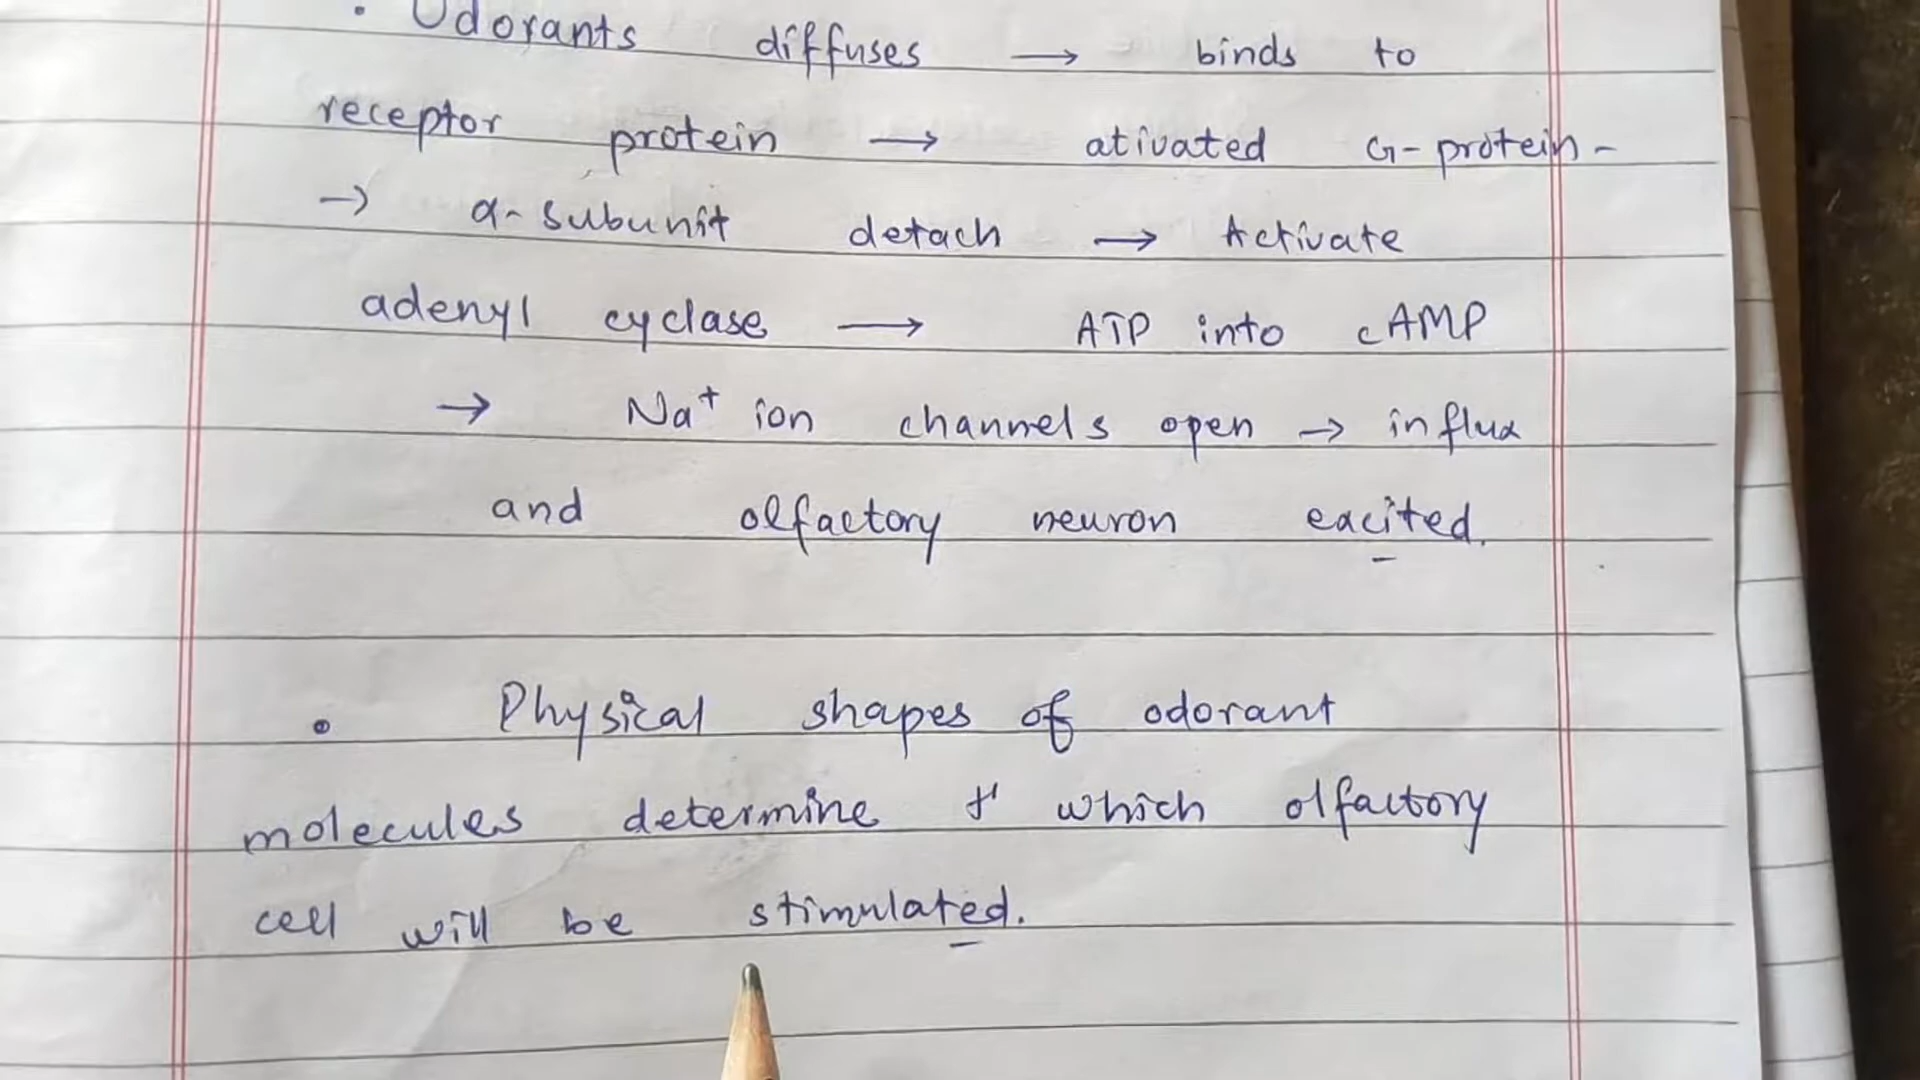 • Odorants diffuses → binds to
receptor protein → ativated G-protein -
→ α-subunit detach → Activate
adenyl cyclase → ATP into cAMP
→ Na⁺ ion channels open → influx
and olfactory neuron excited.
• Physical shapes of odorant
molecules determine which olfactory
cell will be stimulated.